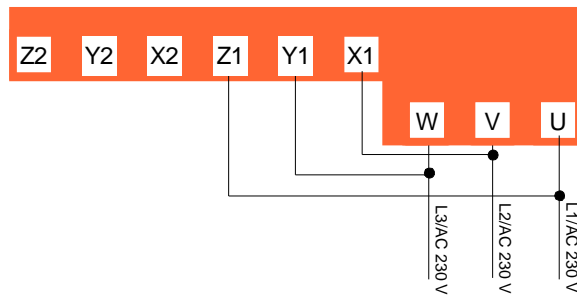 Z2 Y2 X2 Z1 Y1 X1
W V U
L3/AC 230 V
L2/AC 230 V
L1/AC 230 V